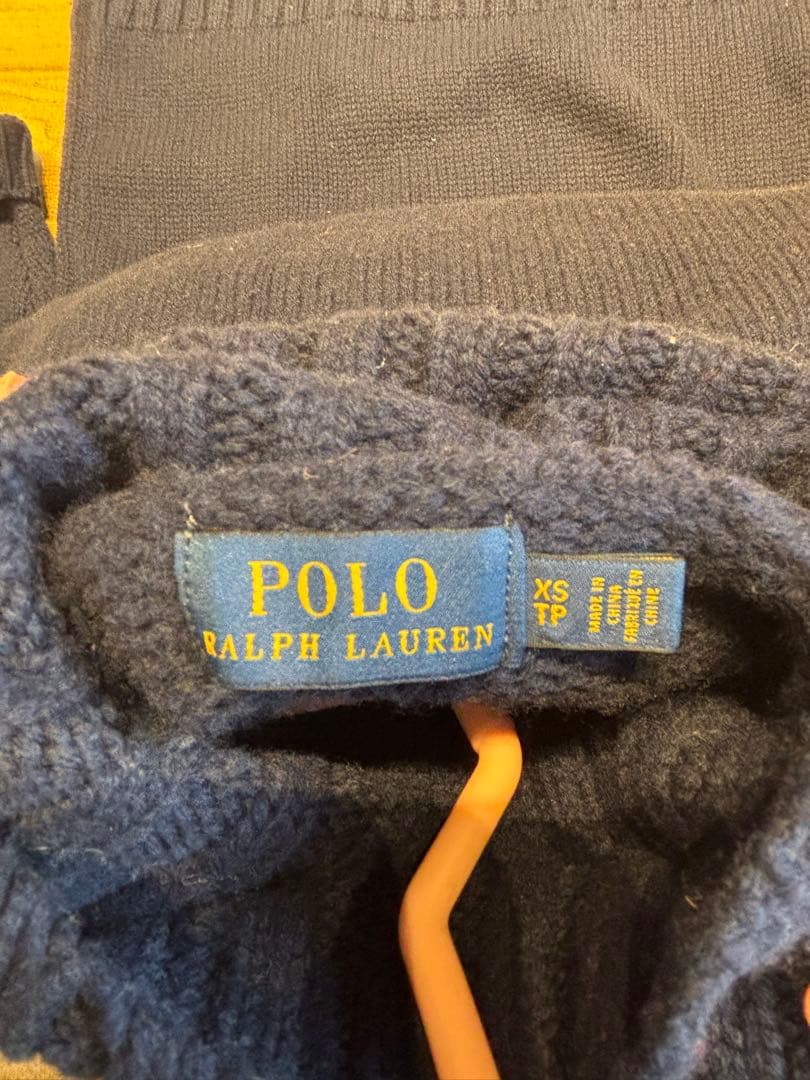 POLO
RALPH LAUREN
XS
TP
MADE IN
CHINA
FABRIQUÉ EN
CHINE